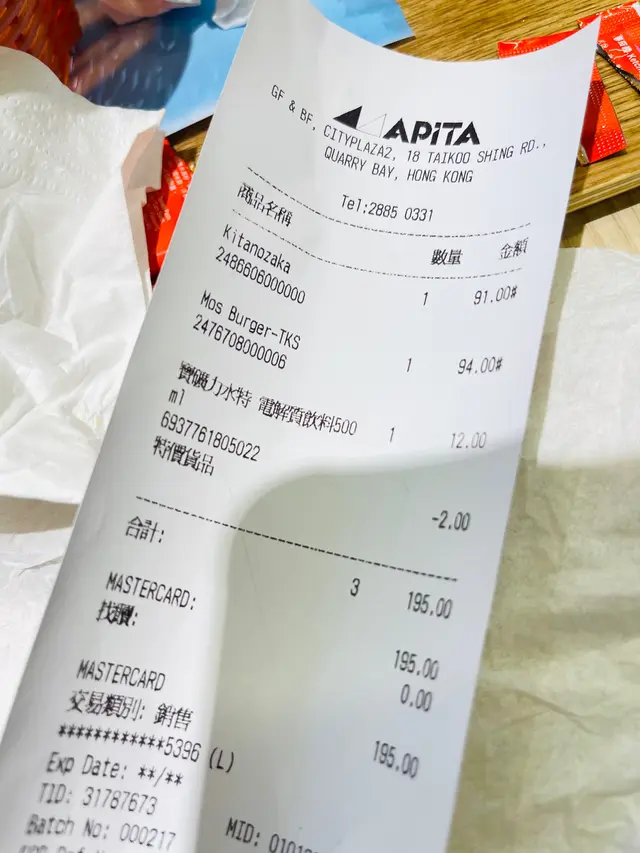 APiTA
GF & BF, CITYPLAZA2, 18 TAIKOO SHING RD.,
QUARRY BAY, HONG KONG
Tel:2885 0331
商品名稱 數量 金額
Kitanozaka
2486606000000 1 91.00#
Mos Burger-TKS
2476708000006 1 94.00#
寶礦力水特 電解質飲料500
ml 1 12.00
6937761805022
特價貨品 -2.00
合計: 3 195.00
MASTERCARD: 195.00
找贖: 0.00
MASTERCARD
交易類別: 銷售 195.00
************5396 (L)
Exp Date: **/**
TID: 31787673
Batch No: 000217 MID: